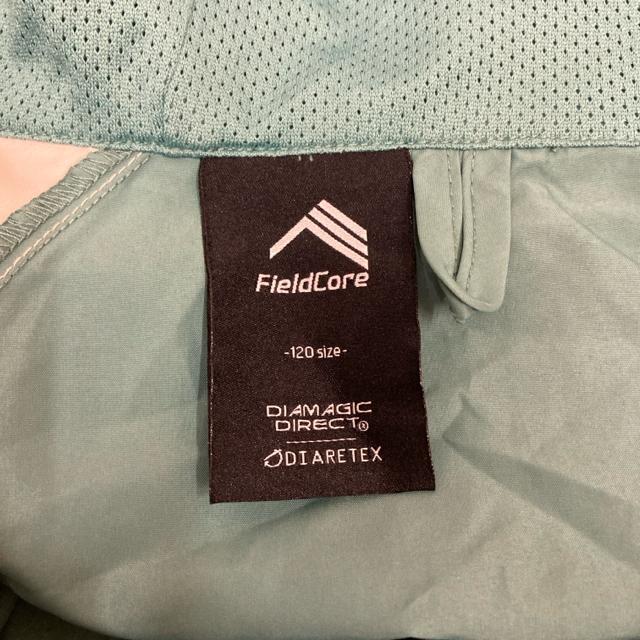 FieldCore
-120 size-
DIAMAGIC
DIRECT®
DIARETEX